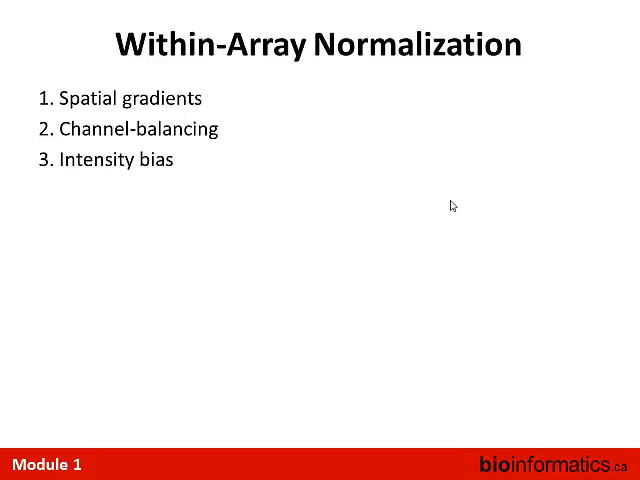 Within-Array Normalization
1. Spatial gradients
2. Channel-balancing
3. Intensity bias
Module 1
bioinformatics.ca